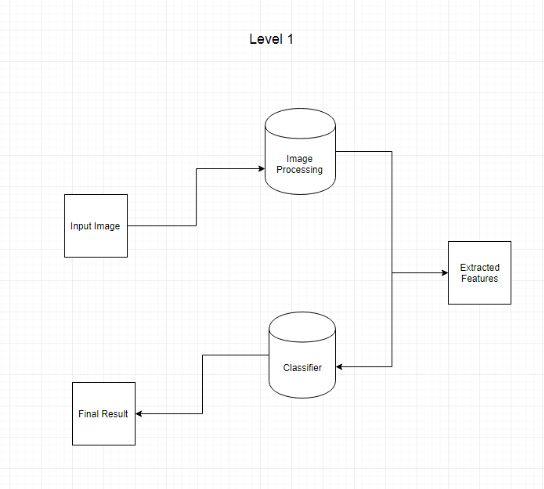 Level 1
Image
Processing
Input Image
Extracted
Features
Classifier
Final Result